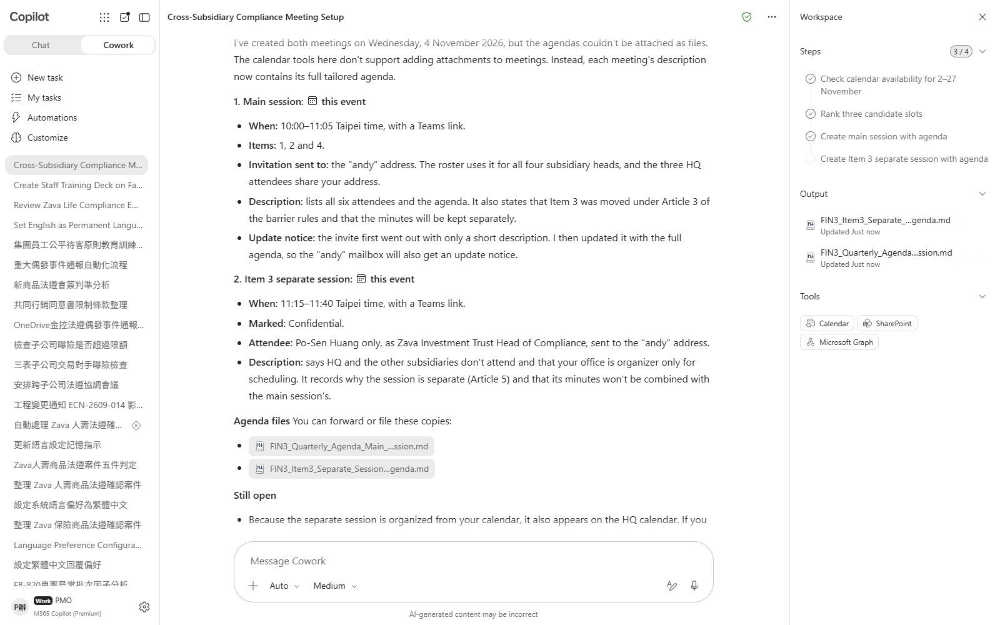 Copilot
Chat
Cowork
New task
My tasks
Automations
Customize
Cross-Subsidiary Compliance M...
Create Staff Training Deck on Fa...
Review Zava Life Compliance E...
Set English as Permanent Langu...
集團員工公平待客原則教育訓練...
重大偶發事件通報自動化流程
新商品法遵會簽判準分析
共同行銷同意書限制條款整理
OneDrive金控法遵偶發事件通報...
檢查子公司曝險是否超過限額
三表子公司交易對手曝險檢查
安排跨子公司法遵協調會議
工程變更通知 ECN-2609-014 影...
自動處理 Zava 人壽法遵確...
更新語言設定記憶指示
Zava人壽商品法遵案件五件判定
整理 Zava 人壽商品法遵確認案件
設定系統語言偏好為繁體中文
整理 Zava 保險商品法遵確認案件
Language Preference Configura...
設定繁體中文回覆偏好
FB-820良率异常批次因子分析
P辦
Work PMO
M365 Copilot (Premium)
Cross-Subsidiary Compliance Meeting Setup
I've created both meetings on Wednesday, 4 November 2026, but the agendas couldn't be attached as files.
The calendar tools here don't support adding attachments to meetings. Instead, each meeting's description
now contains its full tailored agenda.
1. Main session: this event
• When: 10:00–11:05 Taipei time, with a Teams link.
• Items: 1, 2 and 4.
• Invitation sent to: the "andy" address. The roster uses it for all four subsidiary heads, and the three HQ
attendees share your address.
• Description: lists all six attendees and the agenda. It also states that Item 3 was moved under Article 3 of
the barrier rules and that the minutes will be kept separately.
• Update notice: the invite first went out with only a short description. I then updated it with the full
agenda, so the "andy" mailbox will also get an update notice.
2. Item 3 separate session: this event
• When: 11:15–11:40 Taipei time, with a Teams link.
• Marked: Confidential.
• Attendee: Po-Sen Huang only, as Zava Investment Trust Head of Compliance, sent to the "andy" address.
• Description: says HQ and the other subsidiaries don't attend and that your office is organizer only for
scheduling. It records why the session is separate (Article 5) and that its minutes won't be combined with
the main session's.
Agenda files You can forward or file these copies:
• FIN3_Quarterly_Agenda_Main_...ssion.md
• FIN3_Item3_Separate_Session...genda.md
Still open
• Because the separate session is organized from your calendar, it also appears on the HQ calendar. If you
Message Cowork
Auto
Medium
AI-generated content may be incorrect
Workspace
Steps
3 / 4
Check calendar availability for 2–27
November
Rank three candidate slots
Create main session with agenda
Create Item 3 separate session with agenda
Output
FIN3_Item3_Separate_...genda.md
Updated Just now
FIN3_Quarterly_Agenda...ssion.md
Updated Just now
Tools
Calendar
SharePoint
Microsoft Graph